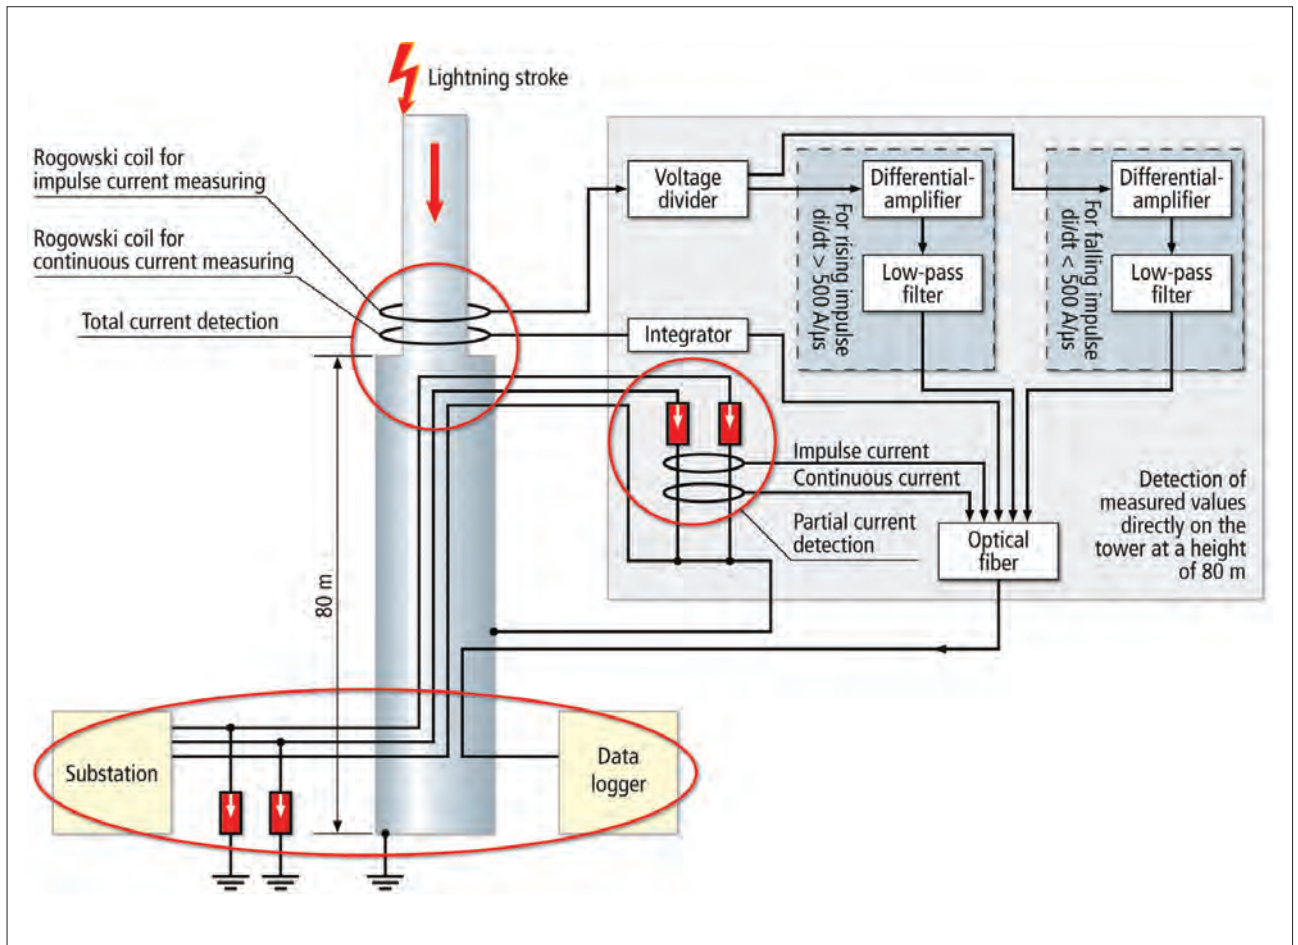 Lightning stroke
Rogowski coil for
impulse current measuring
Rogowski coil for
continuous current measuring
Total current detection
80 m
Voltage
divider
Integrator
For rising impulse
di/dt > 500 A/µs
Differential-
amplifier
Low-pass
filter
For falling impulse
di/dt < 500 A/µs
Differential-
amplifier
Low-pass
filter
Impulse current
Continuous current
Partial current
detection
Optical
fiber
Detection of
measured values
directly on the
tower at a height
of 80 m
Substation
Data
logger